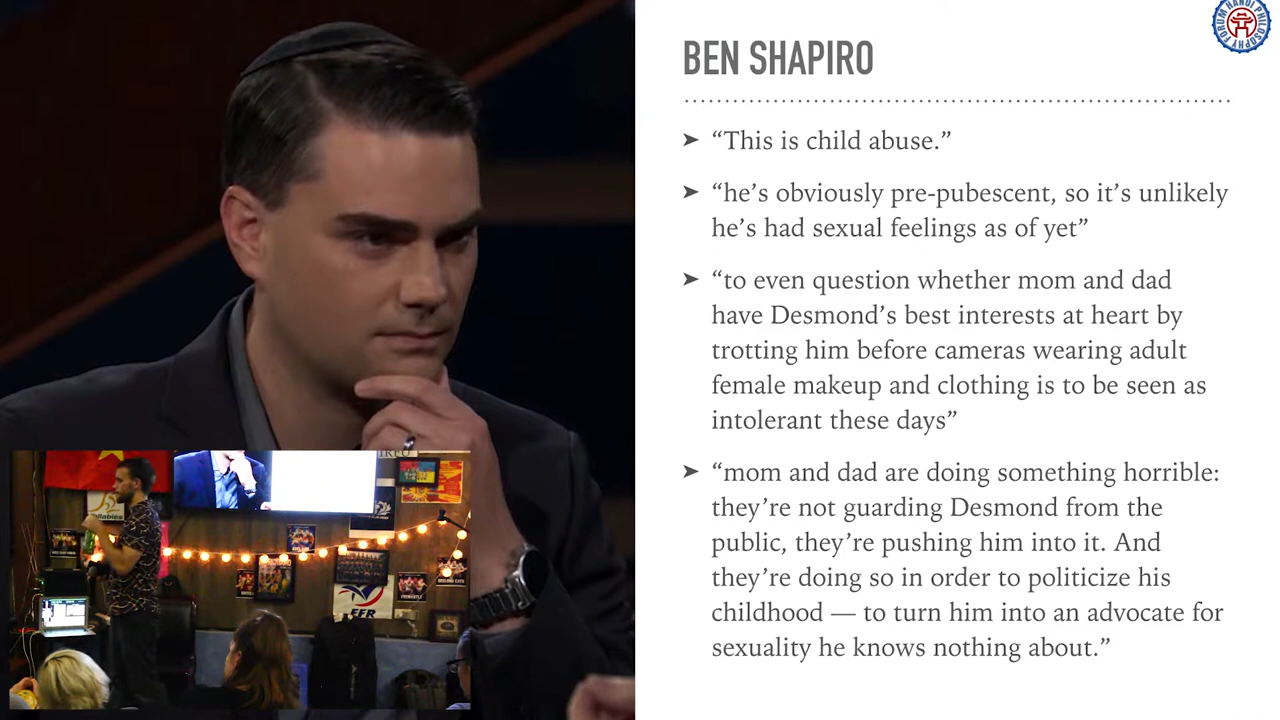 BEN SHAPIRO
FORUM HANOI PHILOSOPHY
➤ “This is child abuse.”
➤ “he’s obviously pre-pubescent, so it’s unlikely
he’s had sexual feelings as of yet”
➤ “to even question whether mom and dad
have Desmond’s best interests at heart by
trotting him before cameras wearing adult
female makeup and clothing is to be seen as
intolerant these days”
➤ “mom and dad are doing something horrible:
they’re not guarding Desmond from the
public, they’re pushing him into it. And
they’re doing so in order to politicize his
childhood — to turn him into an advocate for
sexuality he knows nothing about.”